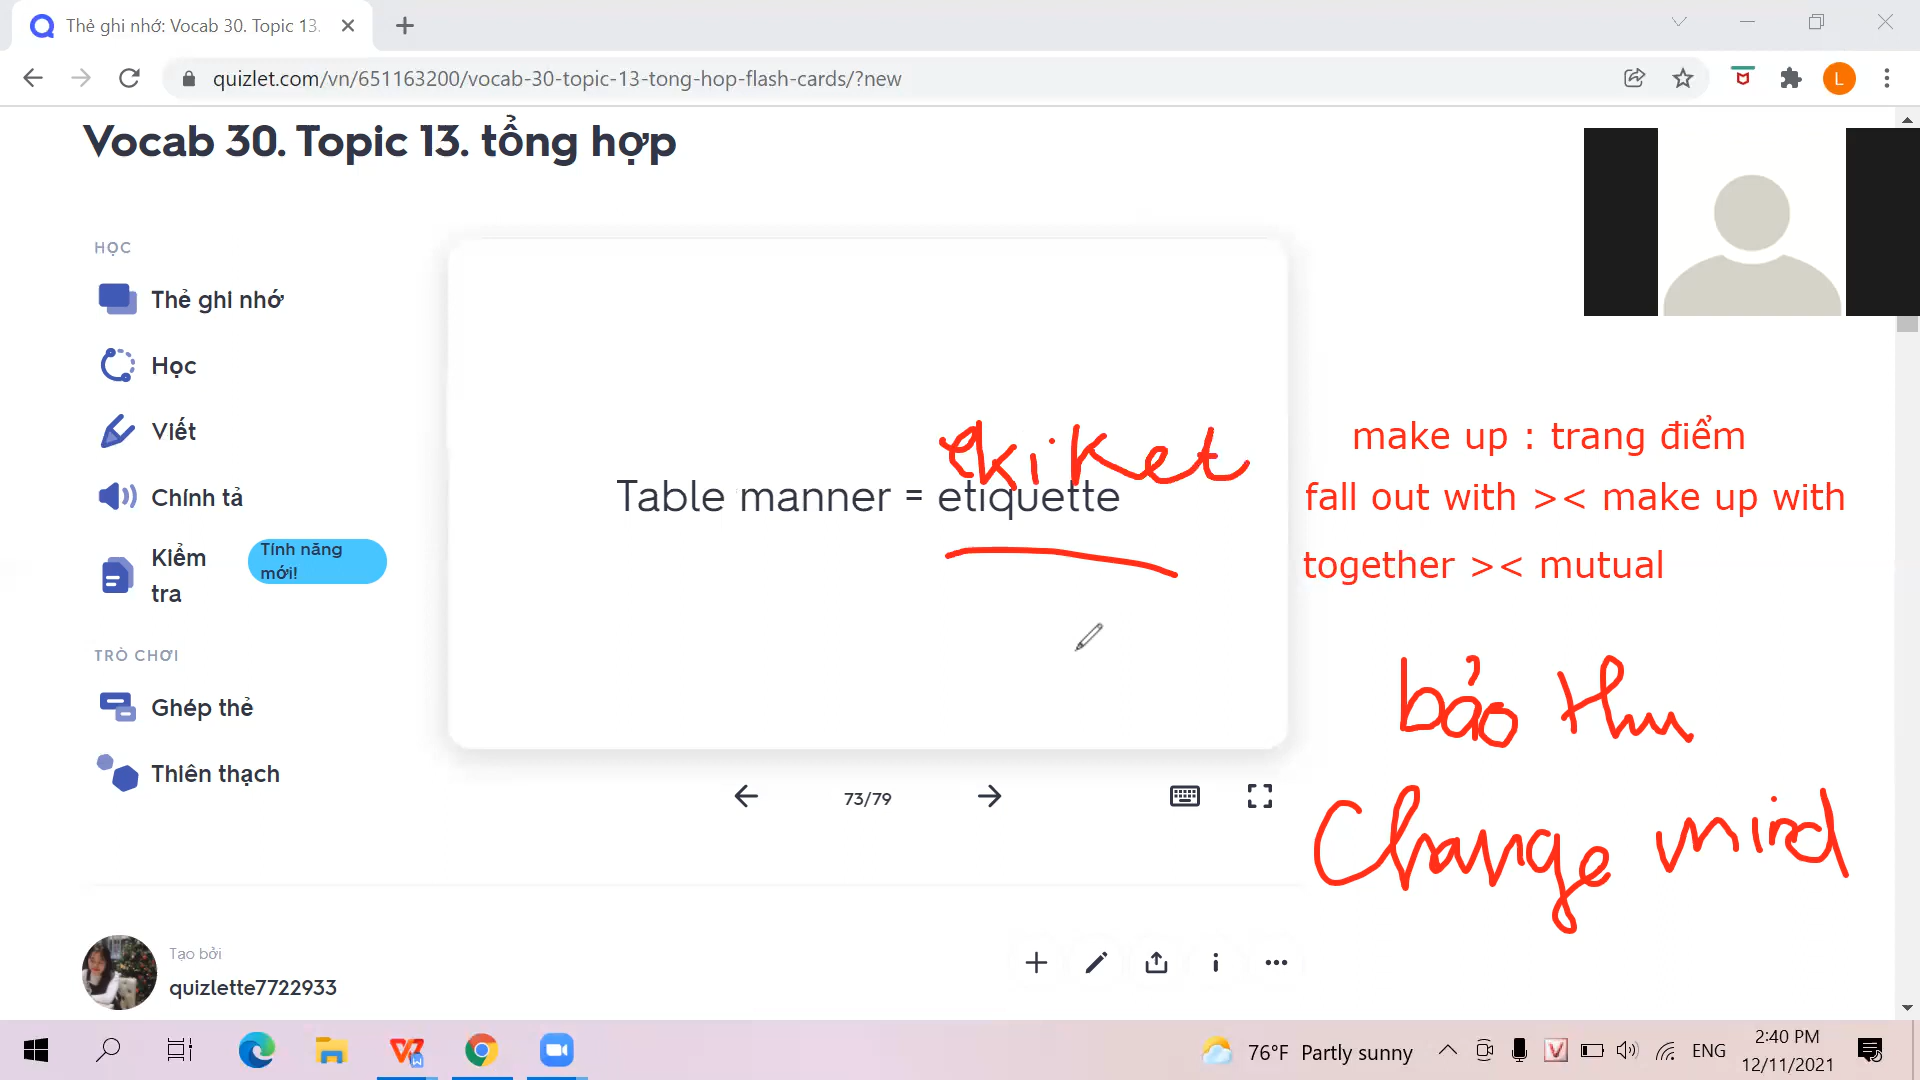 Thẻ ghi nhớ: Vocab 30. Topic 13.
quizlet.com/vn/651163200/vocab-30-topic-13-tong-hop-flash-cards/?new
L
Vocab 30. Topic 13. tổng hợp
HỌC
Thẻ ghi nhớ
Học
Viết
Chính tả
Kiểm tra
Tính năng mới!
TRÒ CHƠI
Ghép thẻ
Thiên thạch
ekiket
Table manner = etiquette
73/79
make up : trang điểm
fall out with >< make up with
together >< mutual
bảo thu
Change mind
Tạo bởi
quizlette7722933
76°F Partly sunny
ENG
2:40 PM
12/11/2021